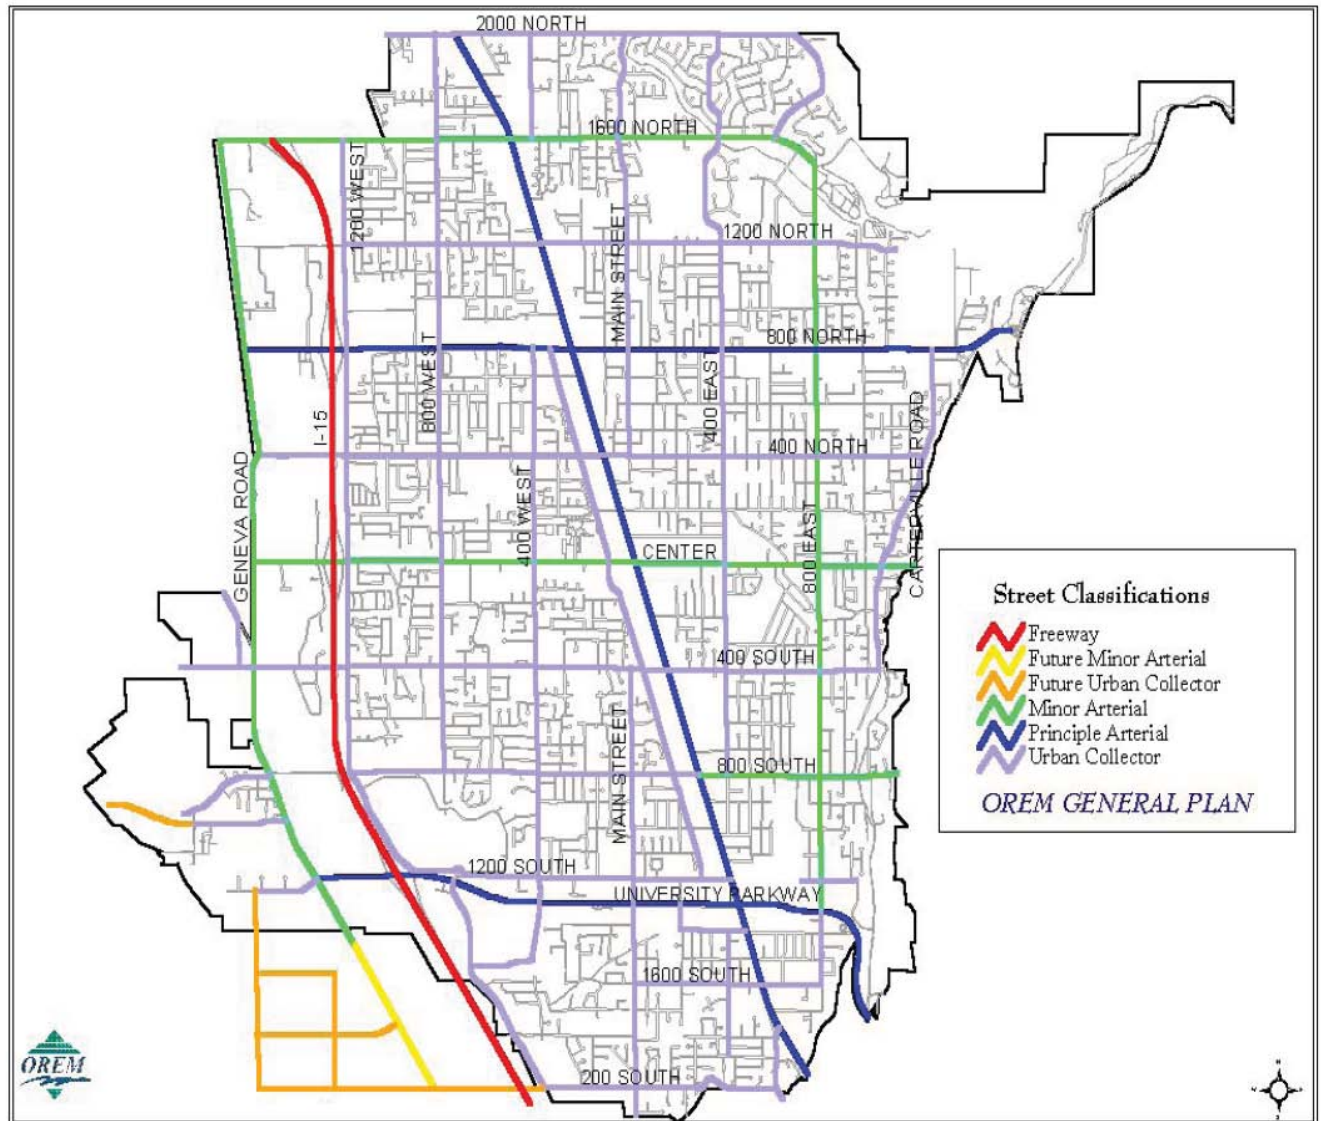 2000 NORTH
1600 NORTH
1200 WEST
MAIN STREET
1200 NORTH
800 NORTH
800 WEST
400 EAST
I-15
CARTERVILLE ROAD
400 NORTH
GENEVA ROAD
400 WEST
800 EAST
CENTER
400 SOUTH
MAIN STREET
800 SOUTH
1200 SOUTH
UNIVERSITY PARKWAY
1600 SOUTH
200 SOUTH
Street Classifications
Freeway
Future Minor Arterial
Future Urban Collector
Minor Arterial
Principle Arterial
Urban Collector
OREM GENERAL PLAN
OREM